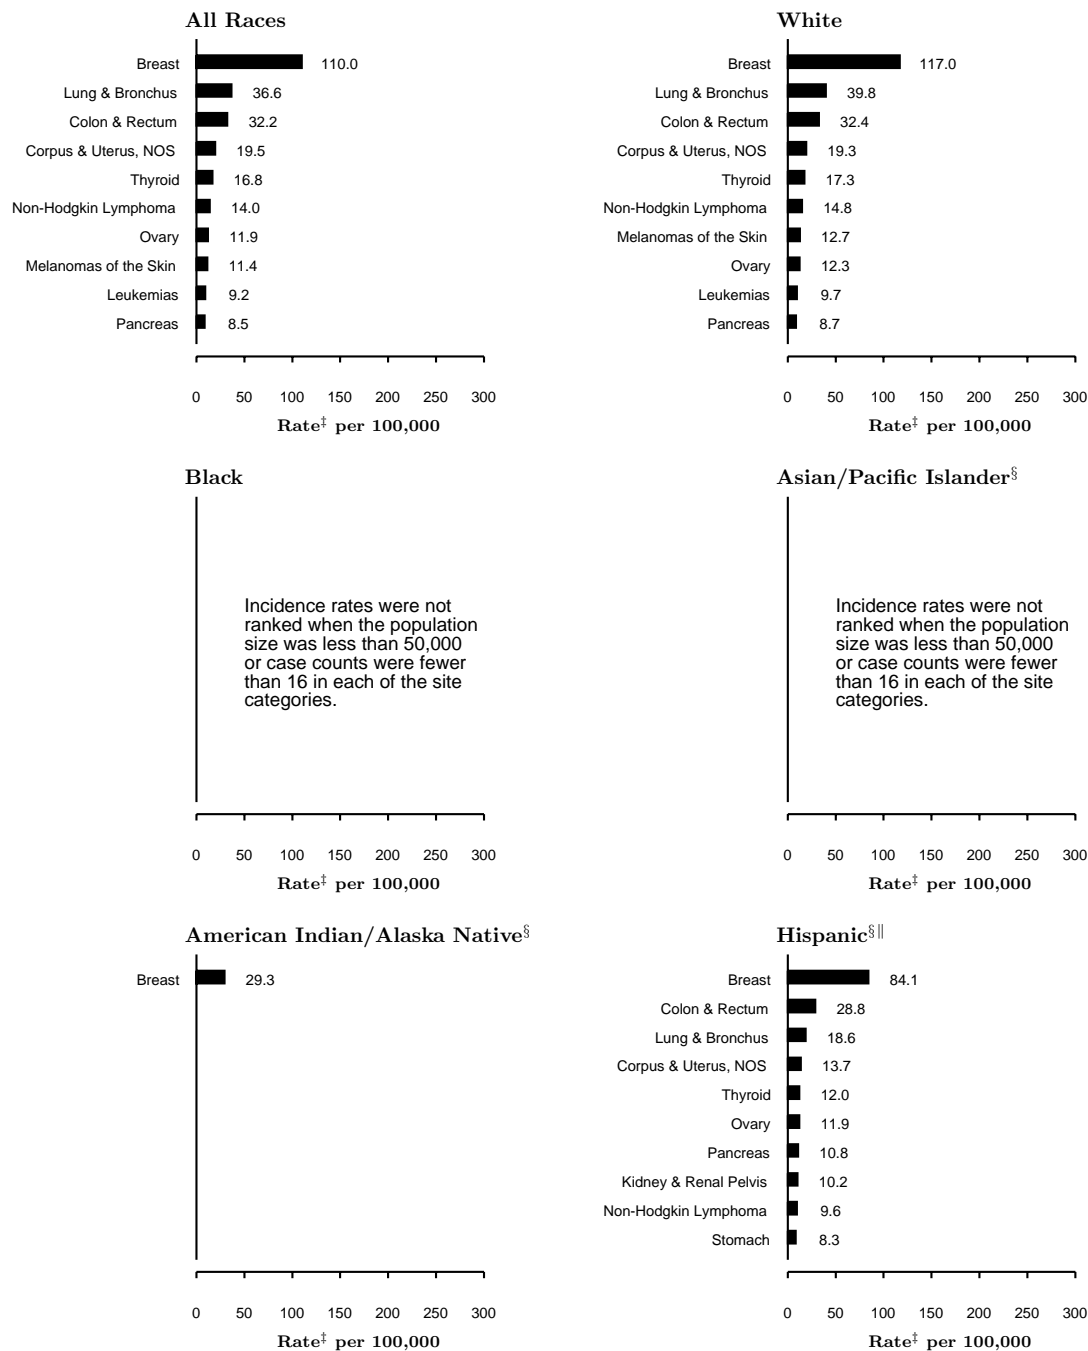 All Races
Breast 110.0
Lung & Bronchus 36.6
Colon & Rectum 32.2
Corpus & Uterus, NOS 19.5
Thyroid 16.8
Non-Hodgkin Lymphoma 14.0
Ovary 11.9
Melanomas of the Skin 11.4
Leukemias 9.2
Pancreas 8.5
0 50 100 150 200 250 300
Rate‡ per 100,000
White
Breast 117.0
Lung & Bronchus 39.8
Colon & Rectum 32.4
Corpus & Uterus, NOS 19.3
Thyroid 17.3
Non-Hodgkin Lymphoma 14.8
Melanomas of the Skin 12.7
Ovary 12.3
Leukemias 9.7
Pancreas 8.7
0 50 100 150 200 250 300
Rate‡ per 100,000
Black
Incidence rates were not
ranked when the population
size was less than 50,000
or case counts were fewer
than 16 in each of the site
categories.
0 50 100 150 200 250 300
Rate‡ per 100,000
Asian/Pacific Islander§
Incidence rates were not
ranked when the population
size was less than 50,000
or case counts were fewer
than 16 in each of the site
categories.
0 50 100 150 200 250 300
Rate‡ per 100,000
American Indian/Alaska Native§
Breast 29.3
0 50 100 150 200 250 300
Rate‡ per 100,000
Hispanic§‖
Breast 84.1
Colon & Rectum 28.8
Lung & Bronchus 18.6
Corpus & Uterus, NOS 13.7
Thyroid 12.0
Ovary 11.9
Pancreas 10.8
Kidney & Renal Pelvis 10.2
Non-Hodgkin Lymphoma 9.6
Stomach 8.3
0 50 100 150 200 250 300
Rate‡ per 100,000